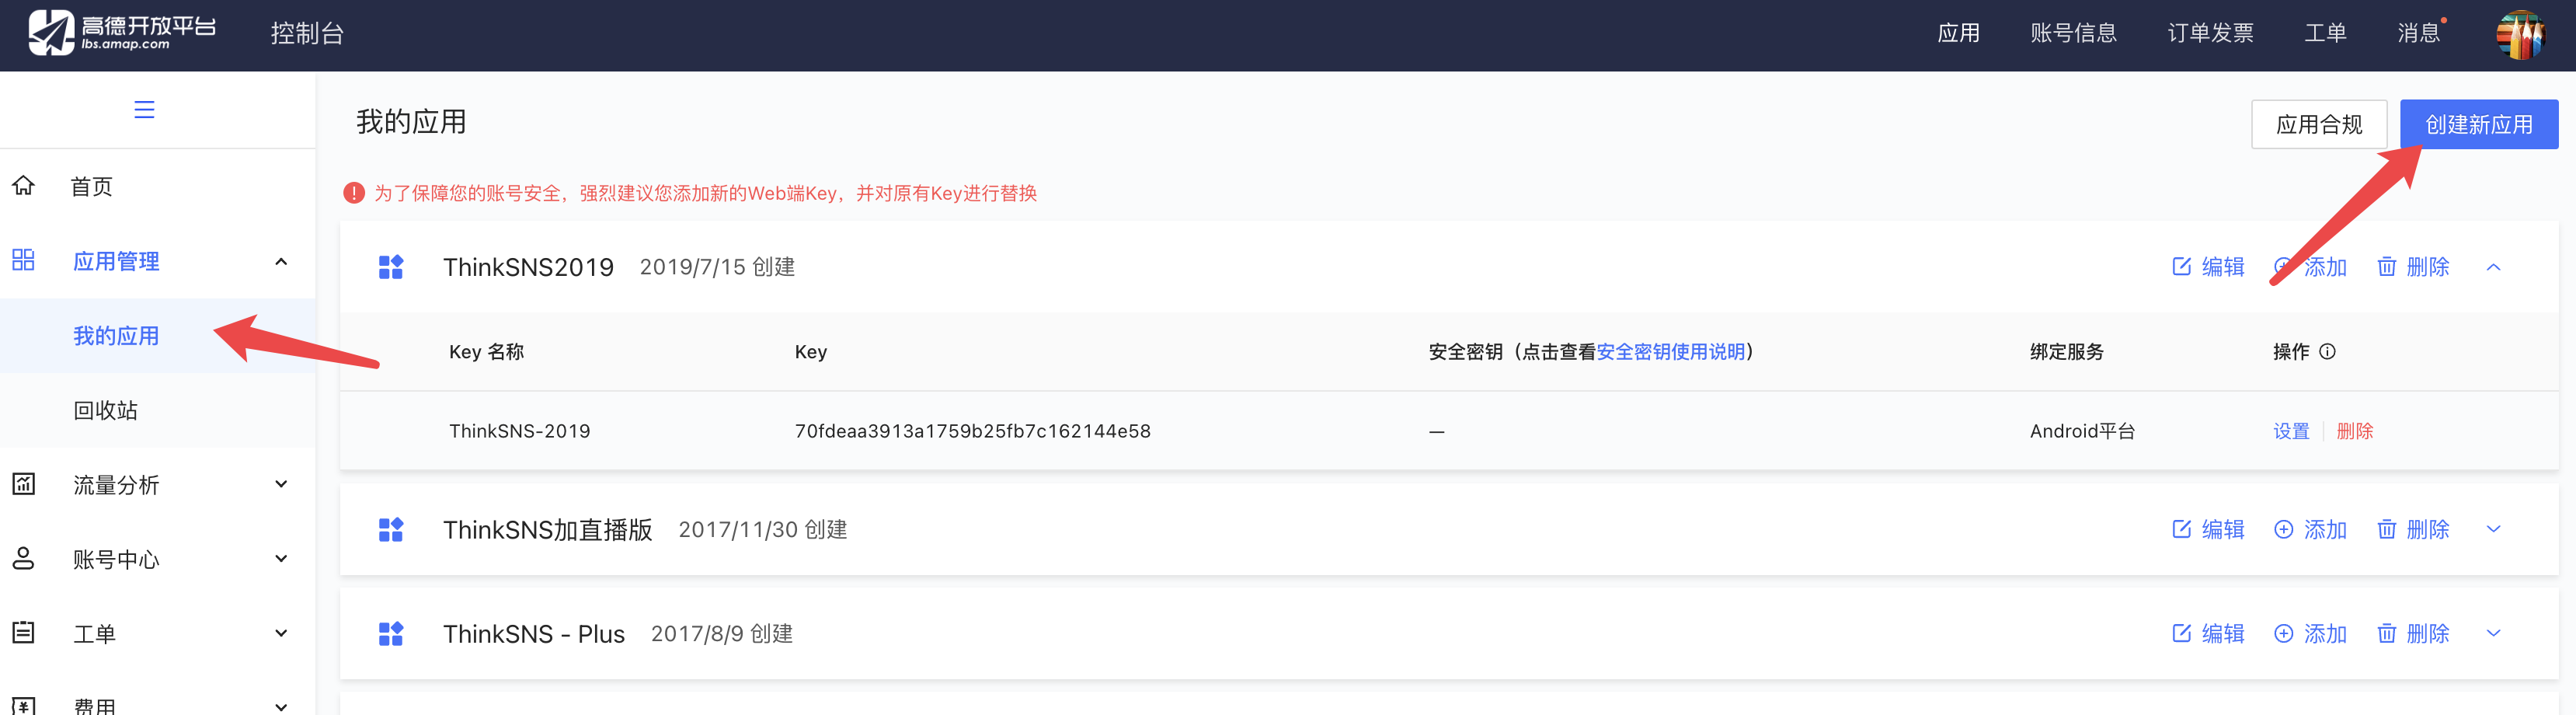 高德开放平台
lbs.amap.com
控制台
应用
账号信息
订单发票
工单
消息
首页
应用管理
我的应用
回收站
流量分析
账号中心
工单
费用
我的应用
应用合规
创建新应用
为了保障您的账号安全，强烈建议您添加新的Web端Key，并对原有Key进行替换
ThinkSNS2019 2019/7/15 创建
编辑 添加 删除
Key 名称 Key 安全密钥（点击查看安全密钥使用说明） 绑定服务 操作
ThinkSNS-2019 70fdeaa3913a1759b25fb7c162144e58 — Android平台 设置 删除
ThinkSNS加直播版 2017/11/30 创建
编辑 添加 删除
ThinkSNS - Plus 2017/8/9 创建
编辑 添加 删除